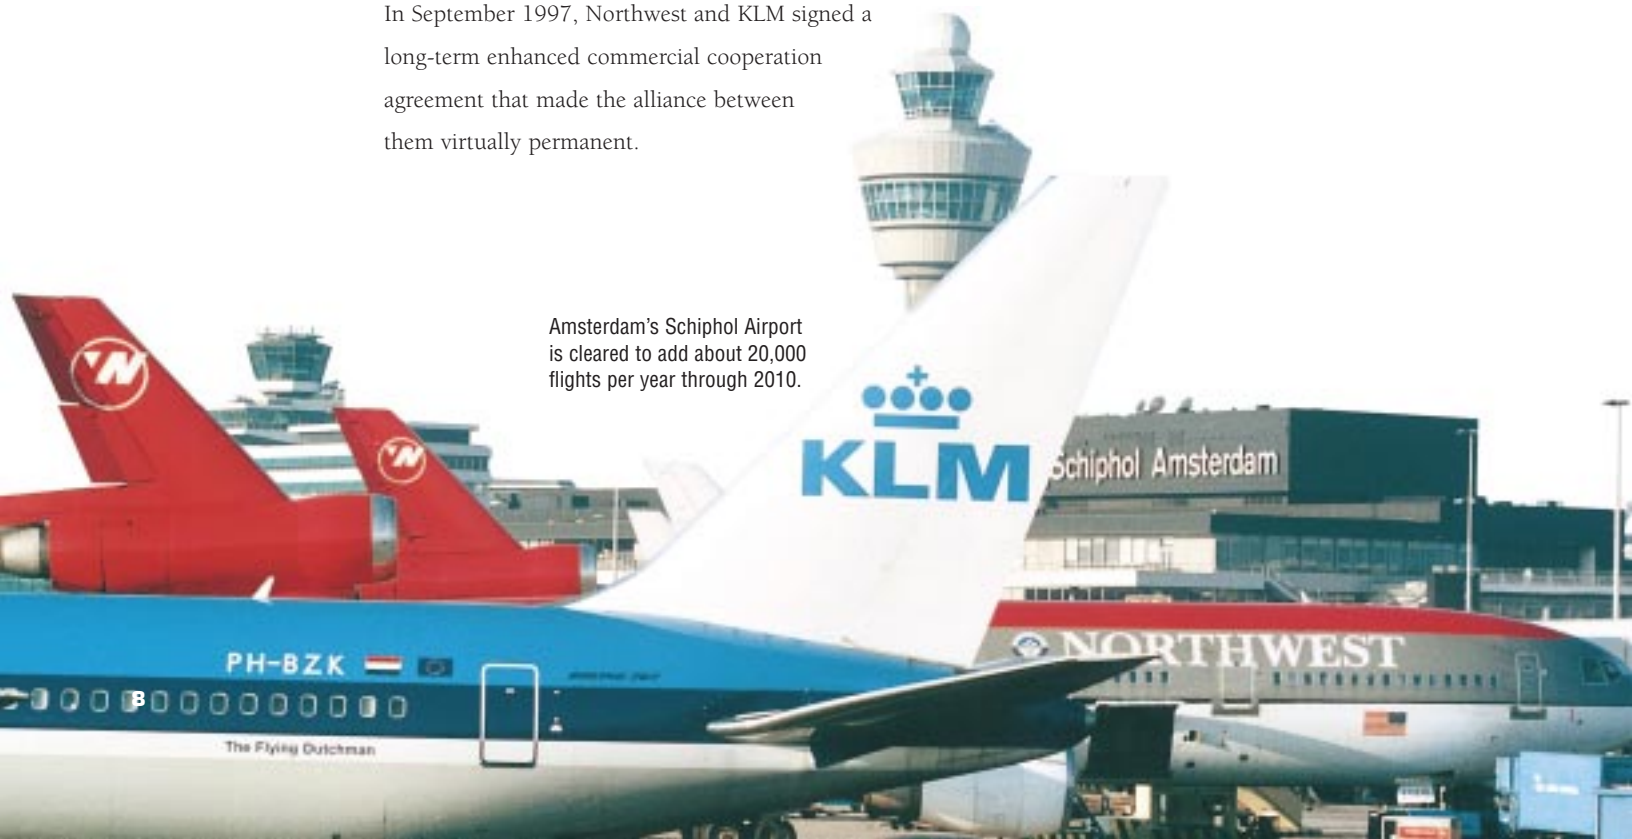 In September 1997, Northwest and KLM signed a
long-term enhanced commercial cooperation
agreement that made the alliance between
them virtually permanent.
Amsterdam’s Schiphol Airport
is cleared to add about 20,000
flights per year through 2010.
KLM
Schiphol Amsterdam
NORTHWEST
PH-BZK
8
The Flying Dutchman